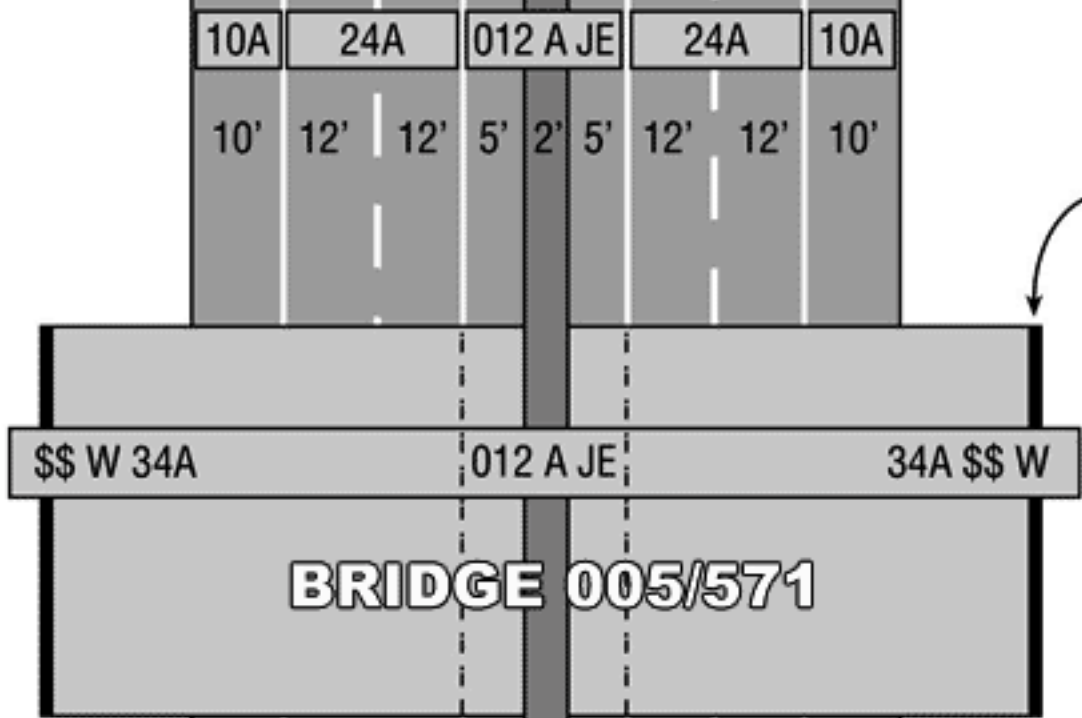 10A 24A 012 A JE 24A 10A
10' 12' 12' 5' 2' 5' 12' 12' 10'
$$ W 34A 012 A JE 34A $$ W
BRIDGE 005/571